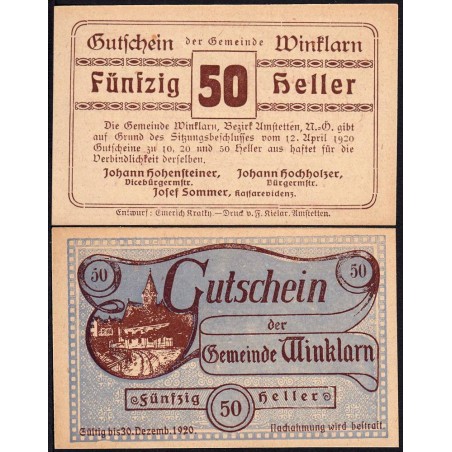 Gutschein der Gemeinde Winklarn
Fünfzig 50 Heller
Die Gemeinde Winklarn, Bezirk Amstetten, N.-Ö. gibt
auf Grund des Sitzungsbeschlusses vom 12. April 1920
Gutscheine zu 10, 20 und 50 Heller aus haftet für die
Verbindlichkeit derselben.
Johann Hohensteiner, Johann Hochholzer,
Vicebürgermstr. Bürgermstr.
Josef Sommer, Kassarevidenz.
Entwurf: Emerich Kratky.—Druck v. F. Kielar, Amstetten.
50 50
Gutschein
der
Gemeinde Winklarn
Fünfzig 50 Heller
Gültig bis 30. Dezemb. 1920. Nachahmung wird bestraft.